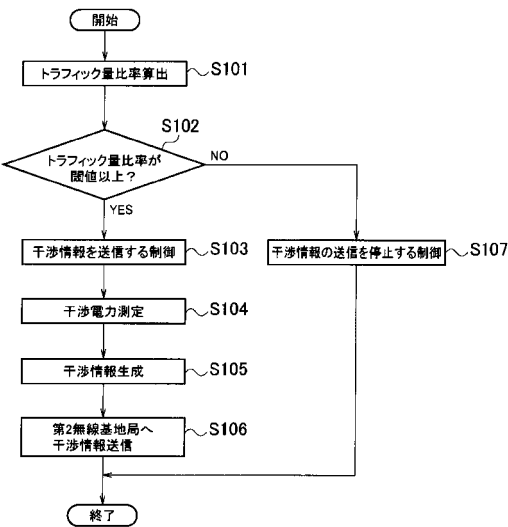 開始
トラフィック量比率算出
S101
S102
トラフィック量比率が
閾値以上？
NO
YES
干渉情報を送信する制御
S103
干渉情報の送信を停止する制御
S107
干渉電力測定
S104
干渉情報生成
S105
第2無線基地局へ
干渉情報送信
S106
終了